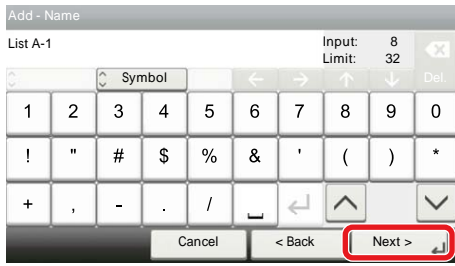 Add - Name
List A-1
Input: 8
Limit: 32
Symbol
Del.
1 2 3 4 5 6 7 8 9 0
! " # $ % & ' ( ) *
+ , - . /
Cancel < Back Next >